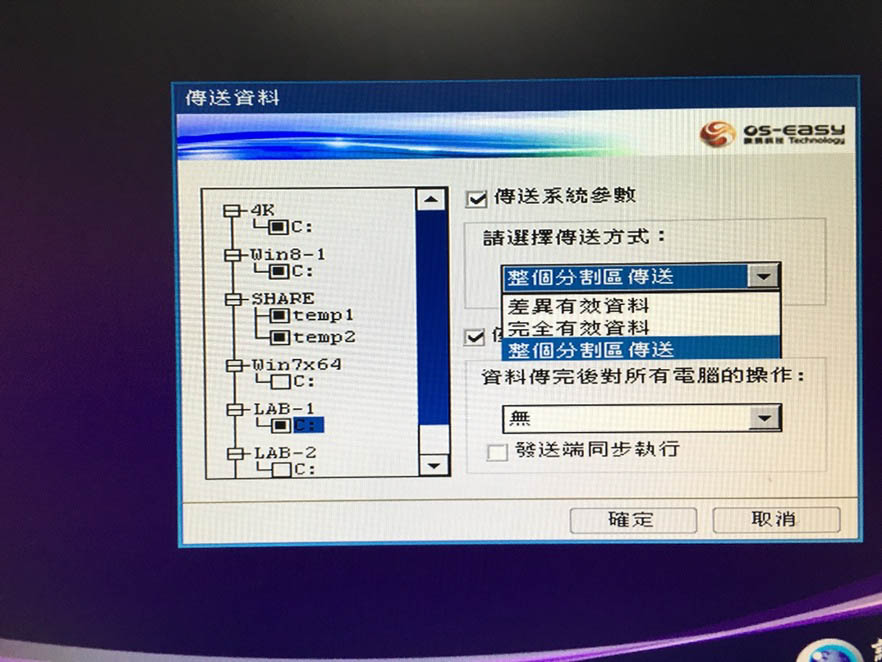 傳送資料
os-easy
Technology
4K
C:
Win8-1
C:
SHARE
temp1
temp2
Win7x64
C:
LAB-1
C:
LAB-2
C:
傳送系統參數
請選擇傳送方式：
整個分割區傳送
差異有效資料
完全有效資料
整個分割區傳送
資料傳完後對所有電腦的操作：
無
發送端同步執行
確定
取消